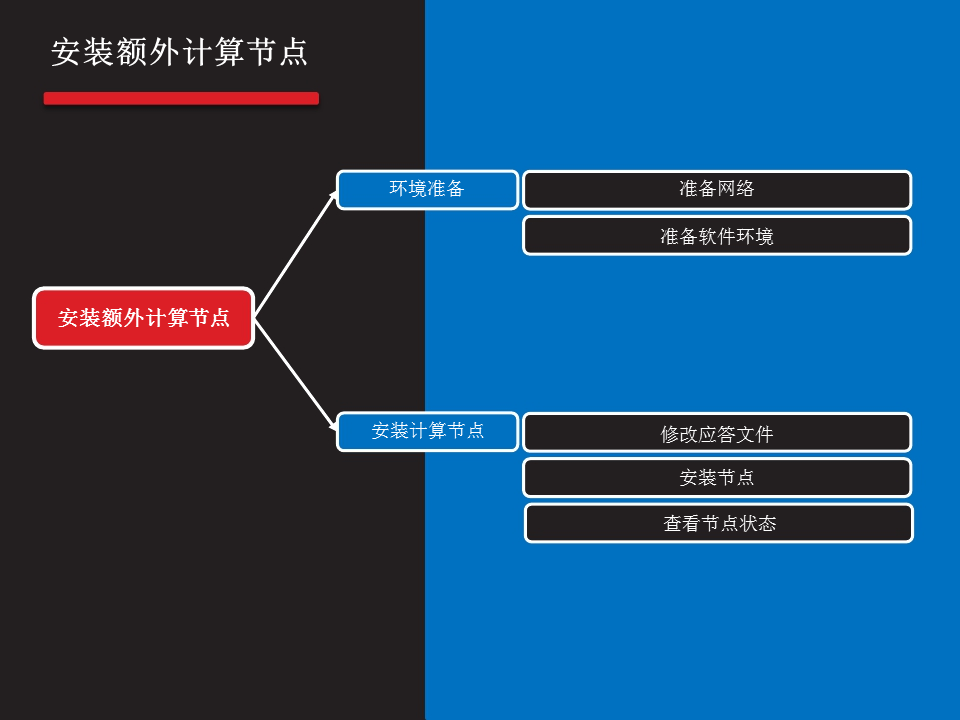 安装额外计算节点
环境准备
准备网络
准备软件环境
安装额外计算节点
安装计算节点
修改应答文件
安装节点
查看节点状态